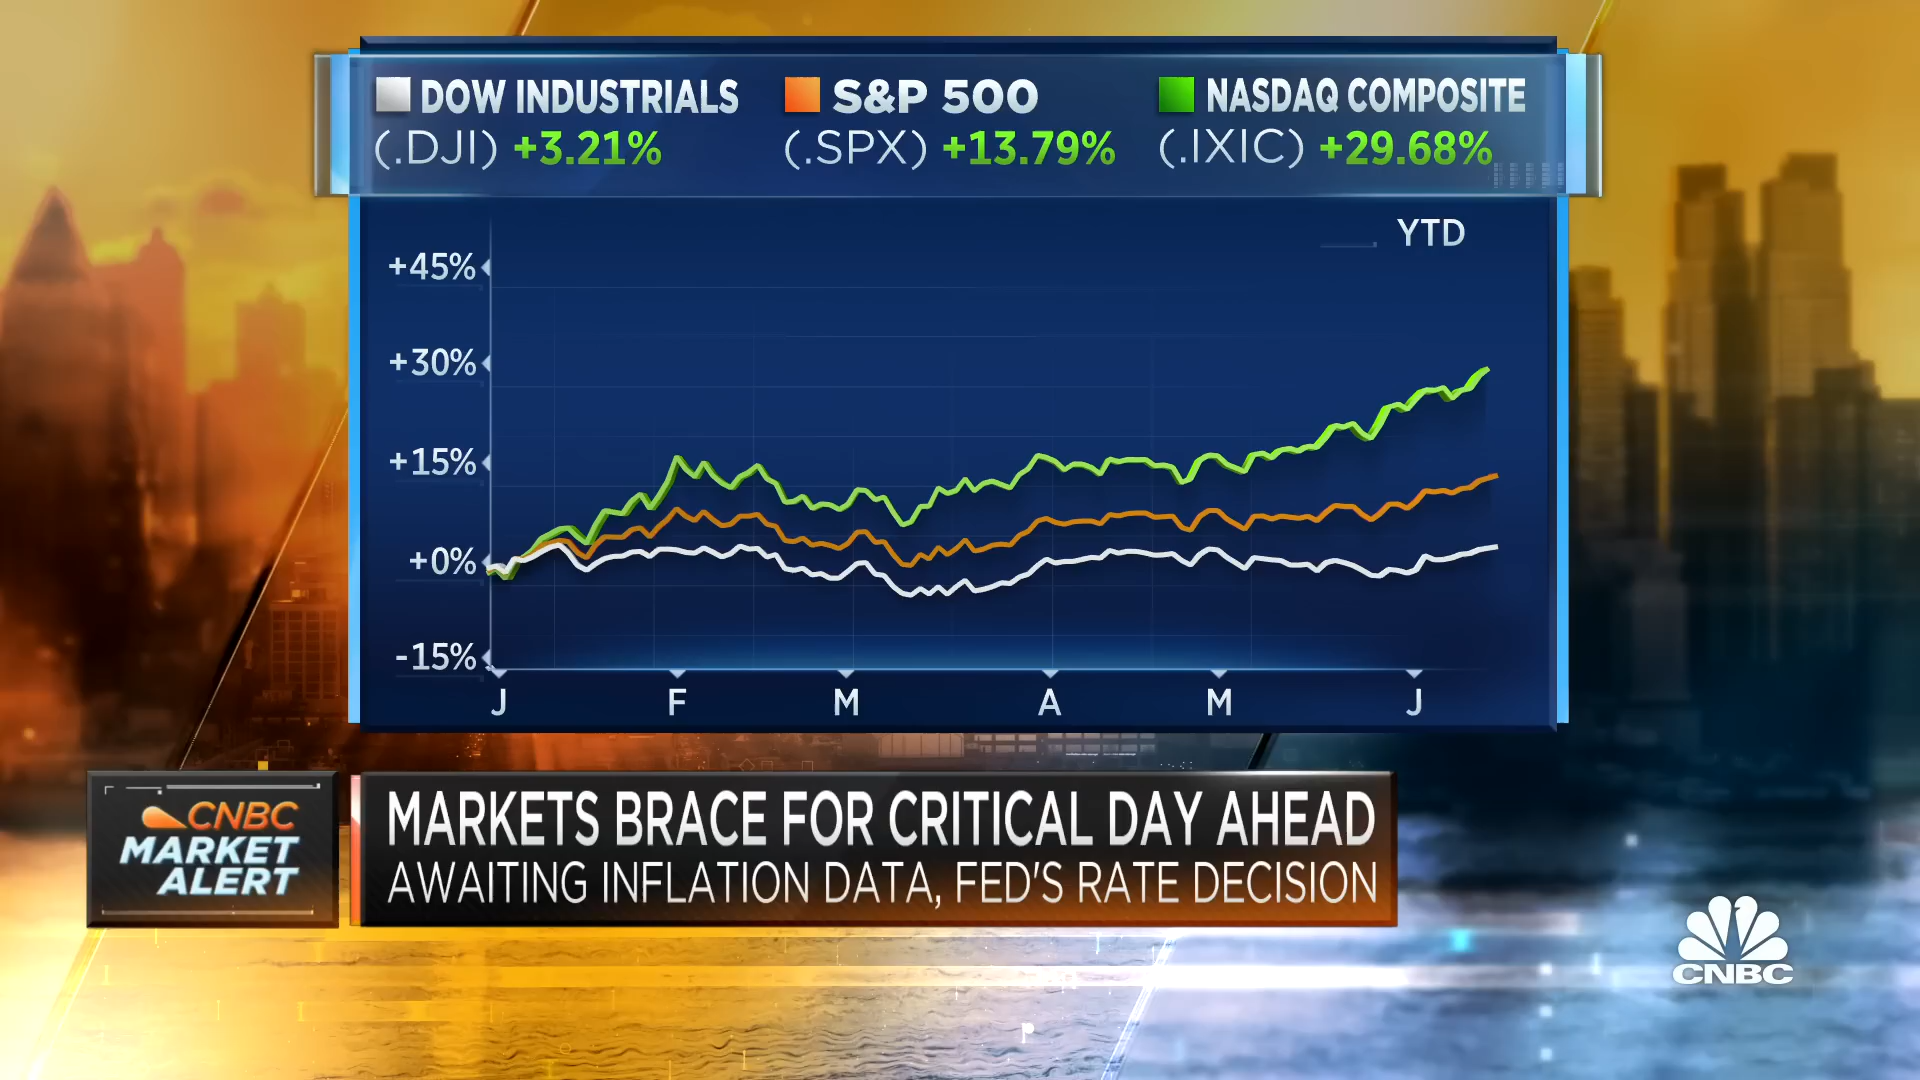 DOW INDUSTRIALS
(.DJI) +3.21%
S&P 500
(.SPX) +13.79%
NASDAQ COMPOSITE
(.IXIC) +29.68%
YTD
+45%
+30%
+15%
+0%
-15%
J F M A M J
CNBC
MARKET
ALERT
MARKETS BRACE FOR CRITICAL DAY AHEAD
AWAITING INFLATION DATA, FED'S RATE DECISION
CNBC